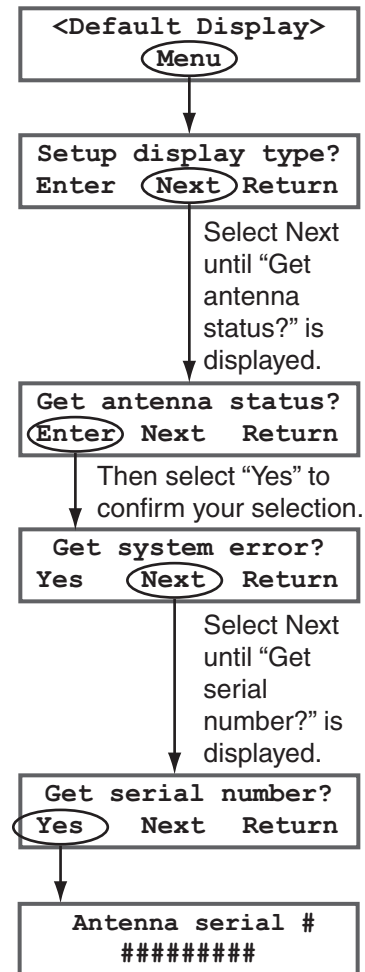 <Default Display>
Menu
Setup display type?
Enter Next Return
Select Next
until “Get
antenna
status?” is
displayed.
Get antenna status?
Enter Next Return
Then select “Yes” to
confirm your selection.
Get system error?
Yes Next Return
Select Next
until “Get
serial
number?” is
displayed.
Get serial number?
Yes Next Return
Antenna serial #
#########